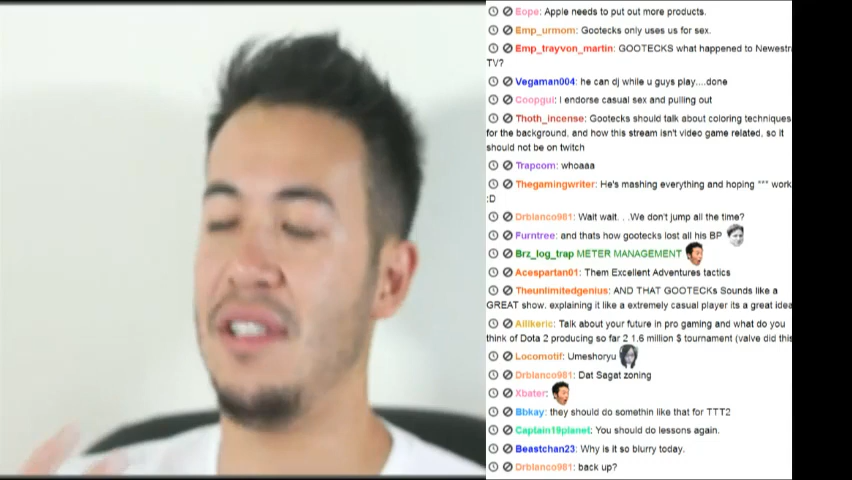 Eope: Apple needs to put out more products.
Emp_urmom: Gootecks only uses us for sex.
Emp_trayvon_martin: GOOTECKS what happened to Newestra
TV?
Vegaman004: he can dj while u guys play....done
Coopgui: I endorse casual sex and pulling out
Thoth_incense: Gootecks should talk about coloring techniques
for the background, and how this stream isn't video game related, so it
should not be on twitch
Trapcom: whoaaa
Thegamingwriter: He's mashing everything and hoping *** work
:D
Drblanco981: Wait wait. . .We don't jump all the time?
Furntree: and thats how gootecks lost all his BP
Brz_log_trap METER MANAGEMENT
Acespartan01: Them Excellent Adventures tactics
Theunlimitedgenius: AND THAT GOOTECKs Sounds like a
GREAT show. explaining it like a extremely casual player its a great idea
Allikeric: Talk about your future in pro gaming and what do you
think of Dota 2 producing so far 2 1.6 million $ tournament (valve did this
Locomotif: Umeshoryu
Drblanco981: Dat Sagat zoning
Xbater:
Bbkay: they should do somethin like that for TTT2
Captain19planet: You should do lessons again.
Beastchan23: Why is it so blurry today.
Drblanco981: back up?